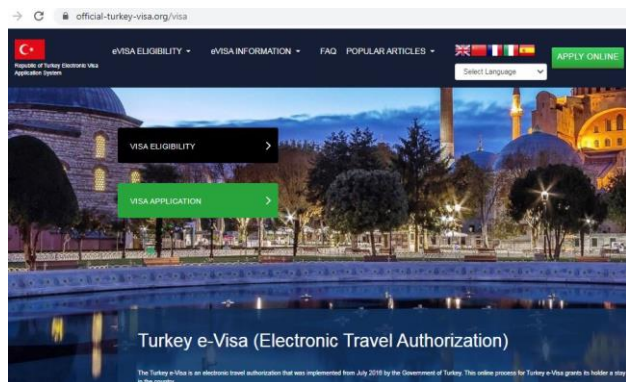 official-turkey-visa.org/visa
Republic of Turkey Electronic Visa
Application System
eVISA ELIGIBILITY
eVISA INFORMATION
FAQ
POPULAR ARTICLES
Select Language
APPLY ONLINE
VISA ELIGIBILITY
VISA APPLICATION
Turkey e-Visa (Electronic Travel Authorization)
The Turkey e-Visa is an electronic travel authorization that was implemented from July 2018 by the Government of Turkey. This online process for Turkey e-Visa grants its holder a stay
in the country